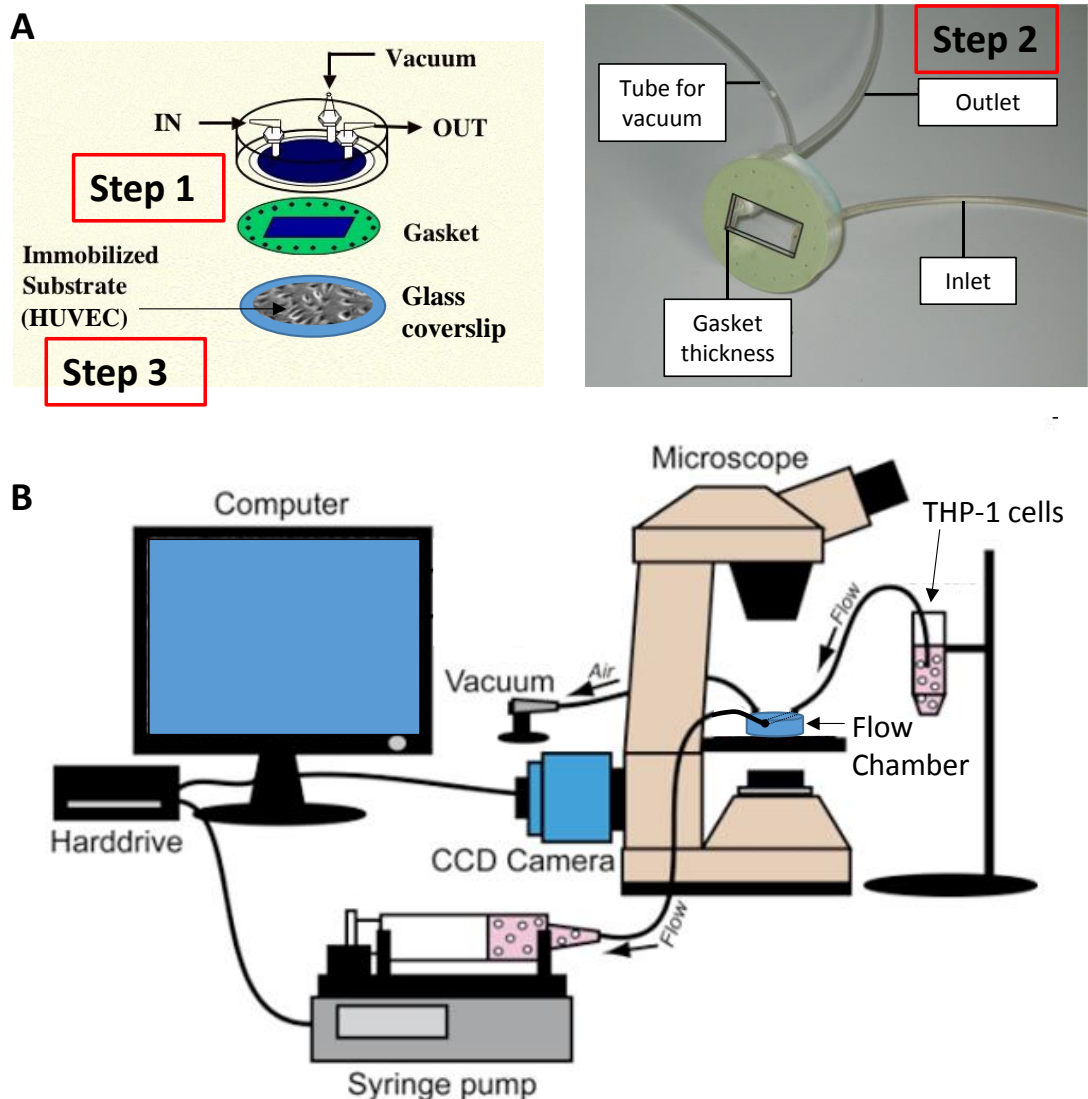 A
Vacuum
IN
OUT
Step 1
Gasket
Immobilized
Substrate
(HUVEC)
Glass
coverslip
Step 3
Step 2
Tube for
vacuum
Outlet
Inlet
Gasket
thickness
B
Computer
Microscope
THP-1 cells
Flow
Air
Vacuum
Flow
Chamber
Harddrive
CCD Camera
Flow
Syringe pump